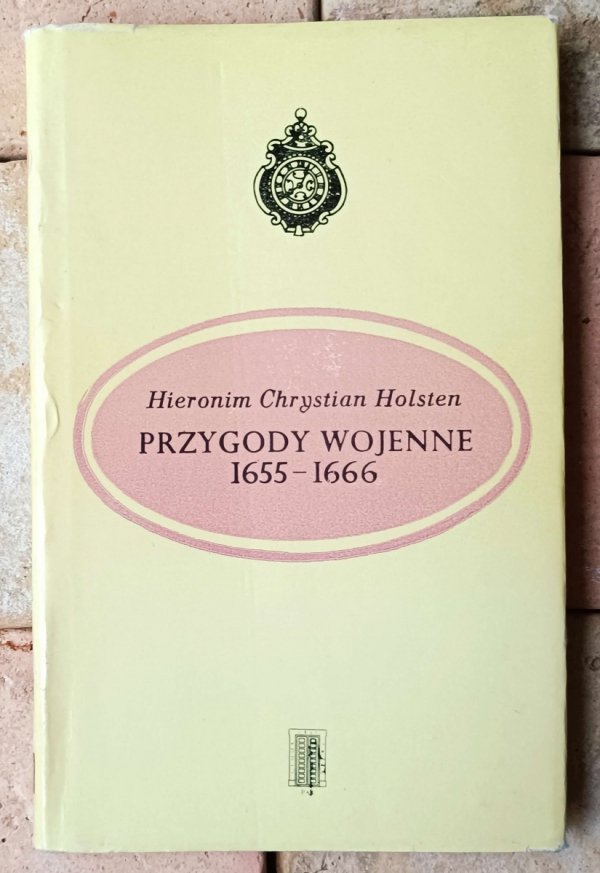 Hieronim Chrystian Holsten
PRZYGODY WOJENNE
1655–1666